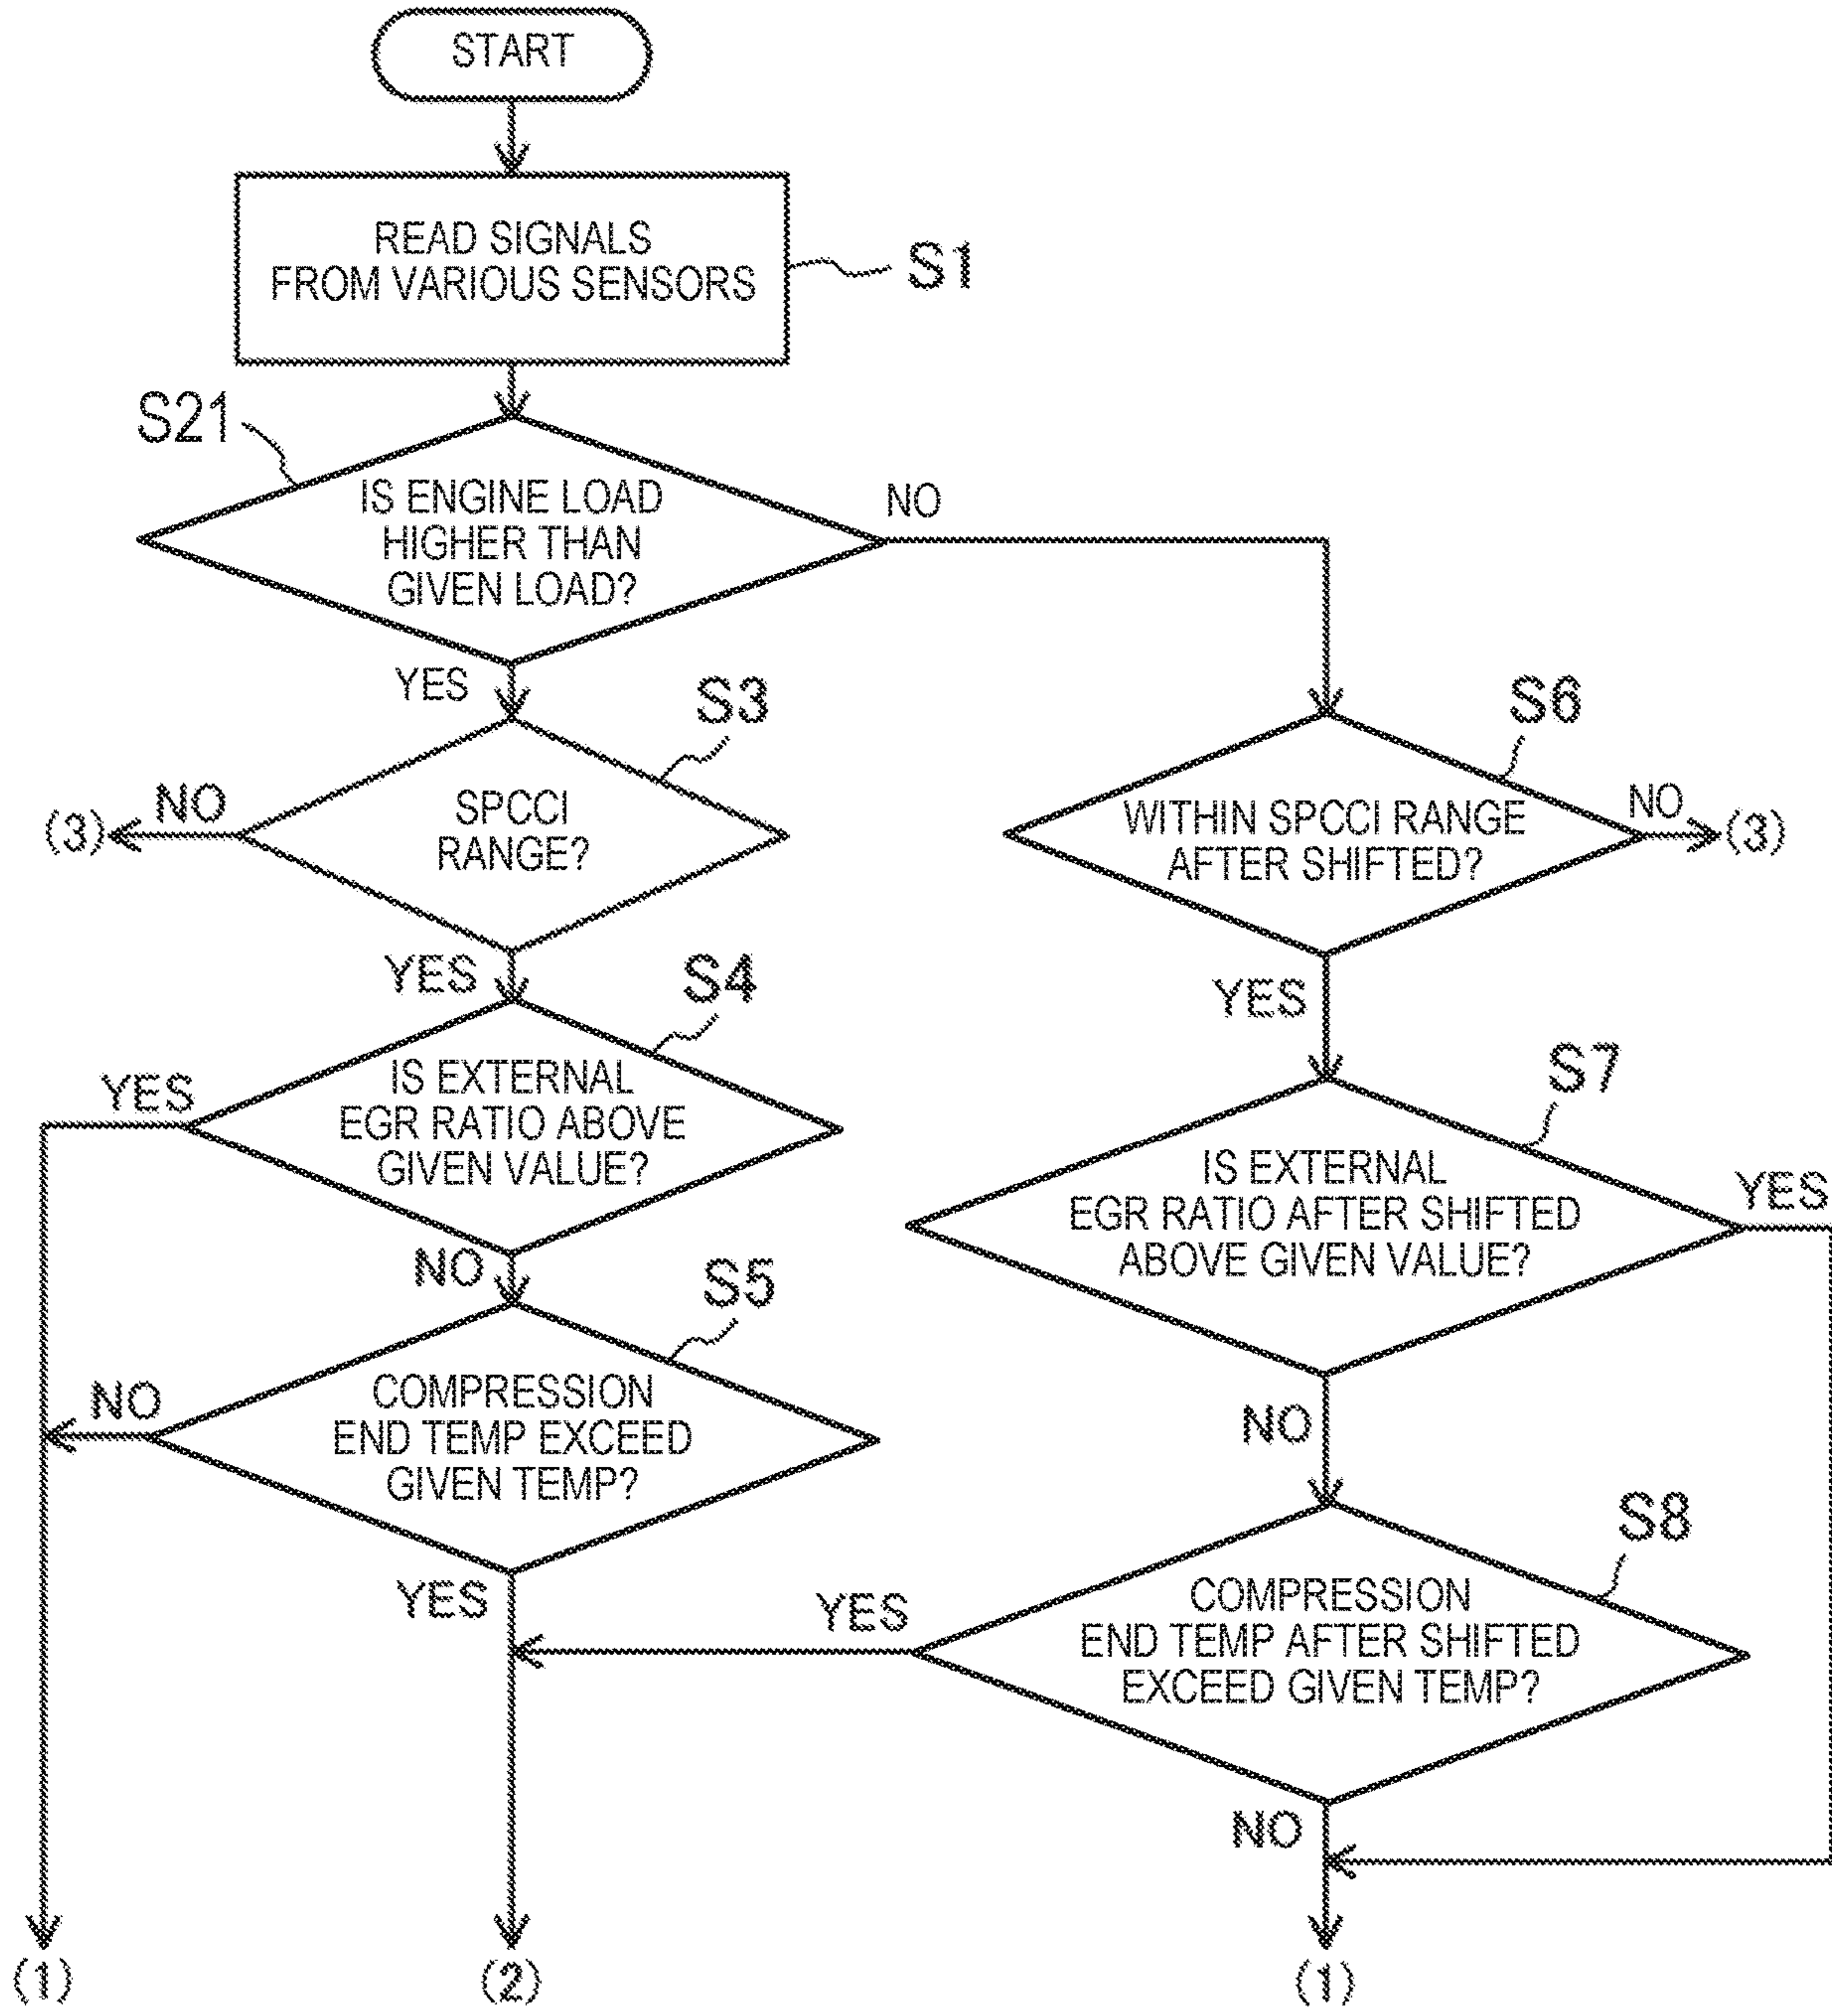 START
READ SIGNALS
FROM VARIOUS SENSORS
S1
S21
IS ENGINE LOAD
HIGHER THAN
GIVEN LOAD?
NO
YES
S3
SPCCI
RANGE?
NO
(3)
S6
WITHIN SPCCI RANGE
AFTER SHIFTED?
NO
(3)
YES
S4
IS EXTERNAL
EGR RATIO ABOVE
GIVEN VALUE?
YES
NO
YES
S7
IS EXTERNAL
EGR RATIO AFTER SHIFTED
ABOVE GIVEN VALUE?
YES
NO
S5
COMPRESSION
END TEMP EXCEED
GIVEN TEMP?
NO
YES
S8
COMPRESSION
END TEMP AFTER SHIFTED
EXCEED GIVEN TEMP?
YES
NO
(1)
(2)
(1)